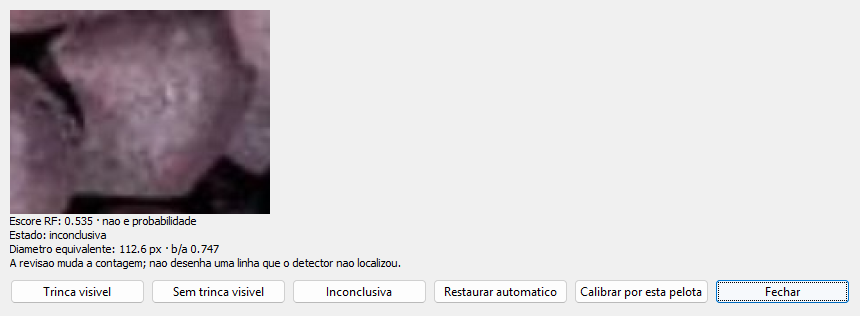 Escore RF: 0.535 · nao e probabilidade
Estado: inconclusiva
Diametro equivalente: 112.6 px · b/a 0.747
A revisao muda a contagem; nao desenha uma linha que o detector nao localizou.
Trinca visivel
Sem trinca visivel
Inconclusiva
Restaurar automatico
Calibrar por esta pelota
Fechar